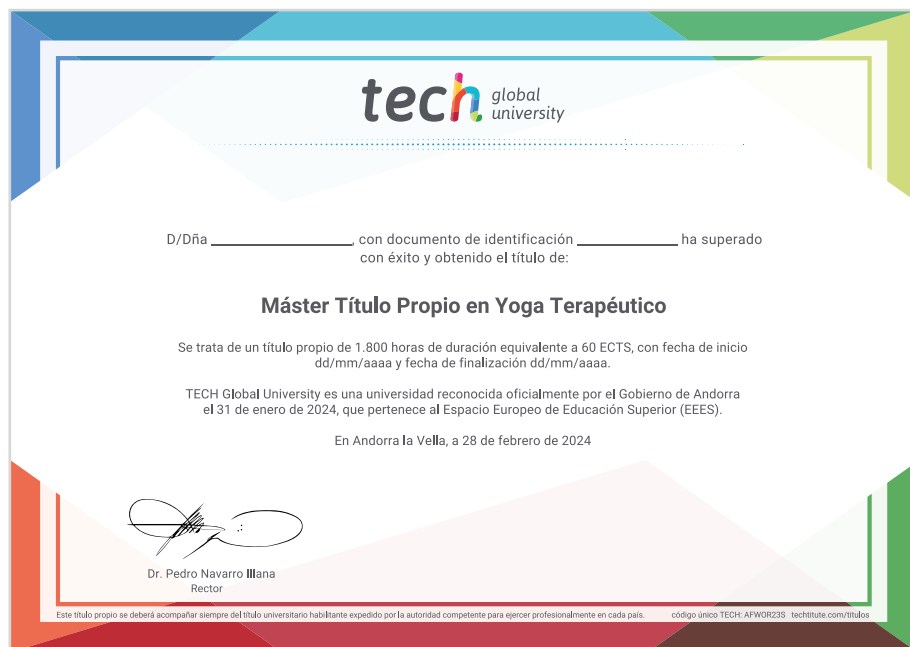 tech global university
D/Dña ______________, con documento de identificación __________ ha superado
con éxito y obtenido el título de:
Máster Título Propio en Yoga Terapéutico
Se trata de un título propio de 1.800 horas de duración equivalente a 60 ECTS, con fecha de inicio
dd/mm/aaaa y fecha de finalización dd/mm/aaaa.
TECH Global University es una universidad reconocida oficialmente por el Gobierno de Andorra
el 31 de enero de 2024, que pertenece al Espacio Europeo de Educación Superior (EEES).
En Andorra la Vella, a 28 de febrero de 2024
Dr. Pedro Navarro Illana
Rector
Este título propio se deberá acompañar siempre del título universitario habilitante expedido por la autoridad competente para ejercer profesionalmente en cada país. código único TECH: AFWOR23S techtitute.com/titulos